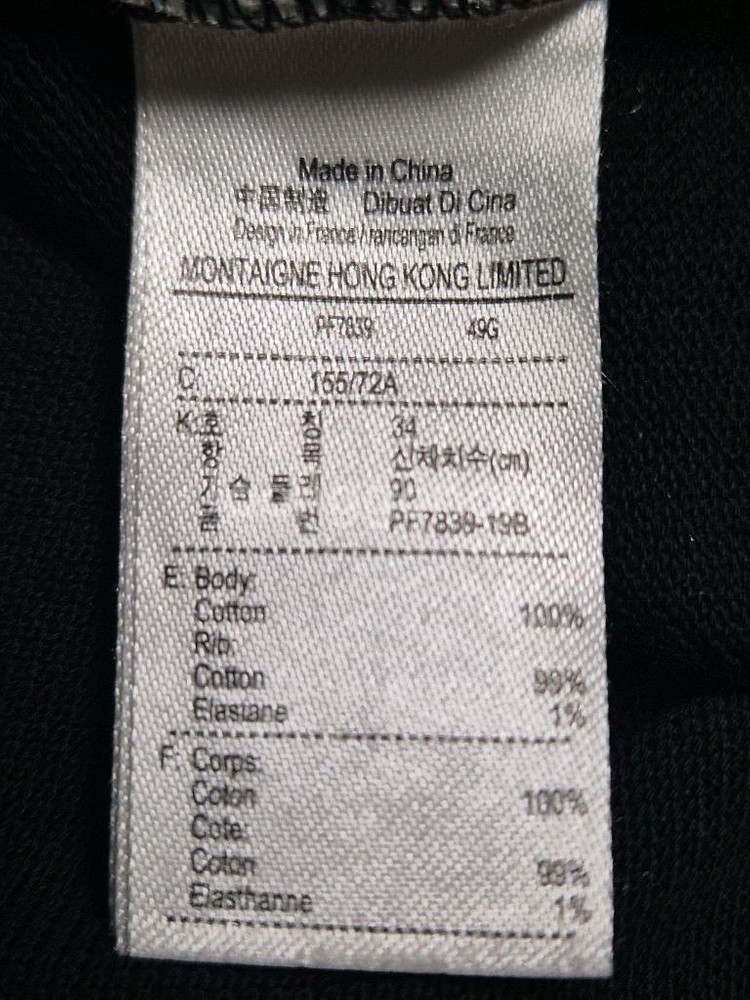 Made in China
中国制造 Dibuat Di Cina
Design in France / rancangan di France
MONTAIGNE HONG KONG LIMITED
PF7839 49G
C: 155/72A
K: 호 칭 34
항 목 신체치수(cm)
가 슴 둘 레 90
품 번 PF7839-19B
E: Body:
Cotton 100%
Rib:
Cotton 99%
Elastane 1%
F: Corps:
Coton 100%
Cote:
Coton 99%
Elasthanne 1%